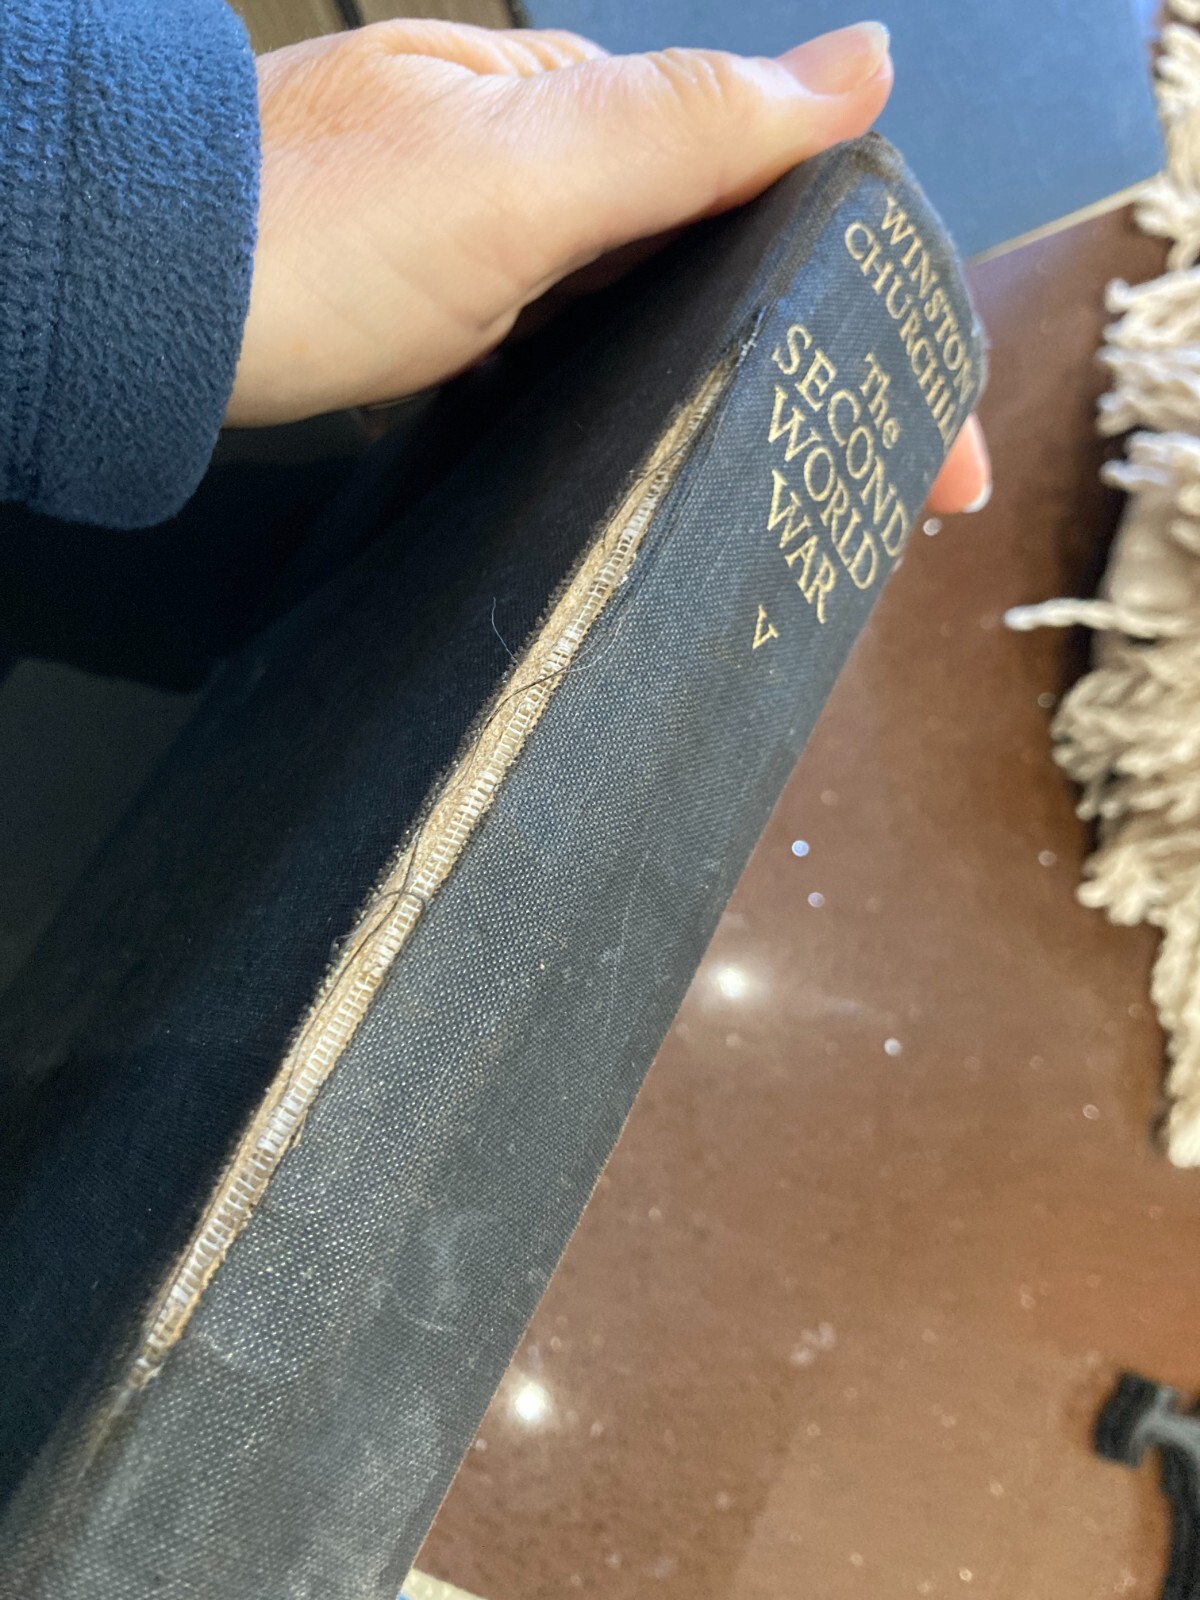 WINSTON
CHURCHILL
The
SECOND
WORLD
WAR
V